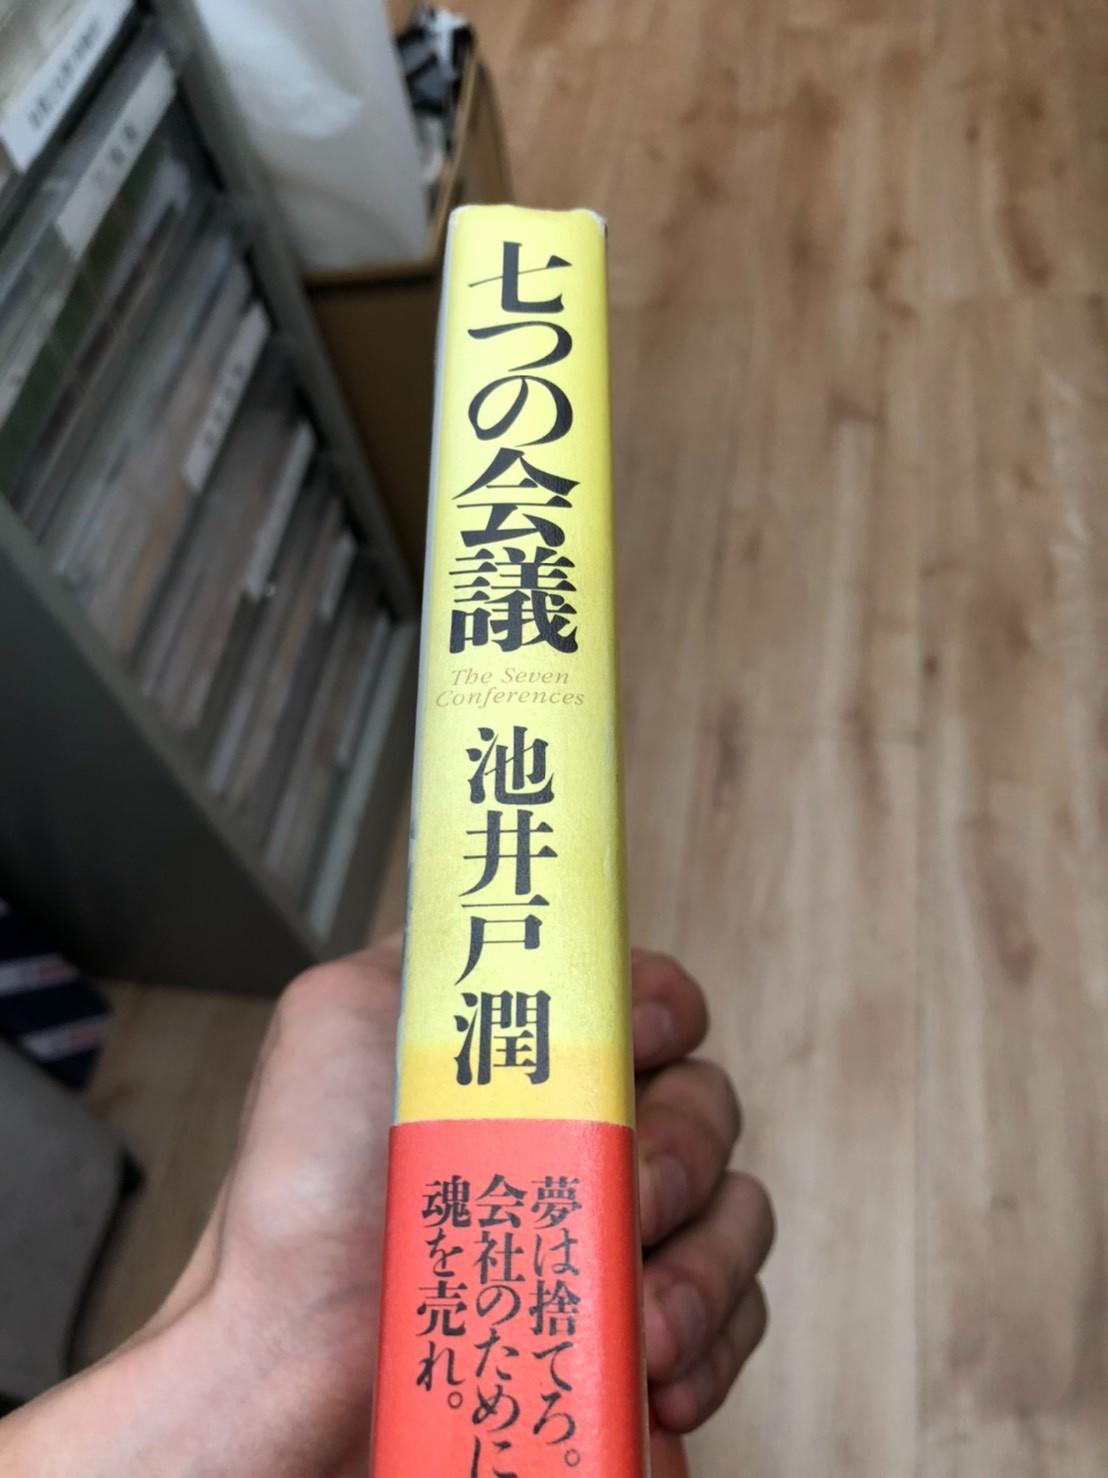 七つの会議
The Seven
Conferences
池井戸潤
夢は捨てろ。
会社のために
魂を売れ。